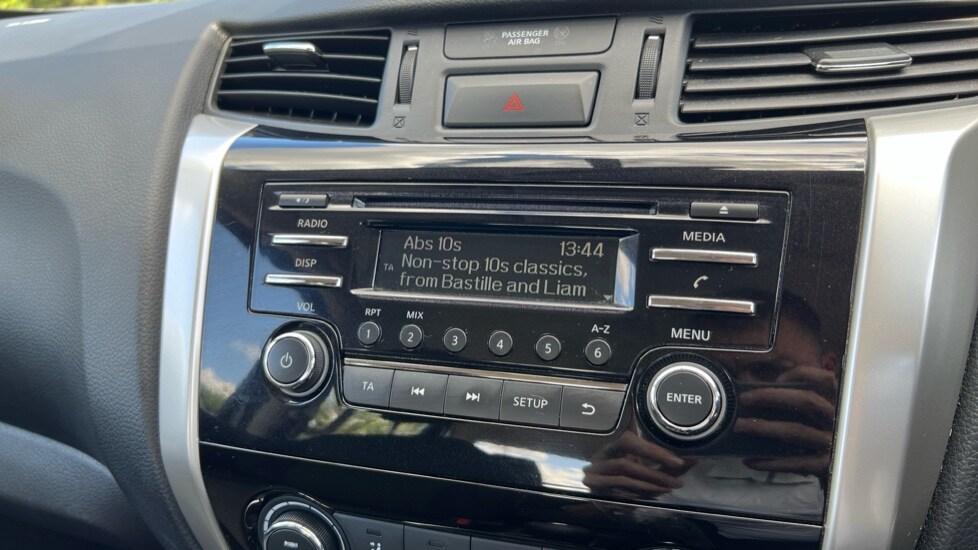 PASSENGER
AIR BAG
RADIO
MEDIA
Abs 10s 13:44
DISP
TA
Non-stop 10s classics,
from Bastille and Liam
VOL
RPT MIX A-Z
MENU
1 2 3 4 5 6
TA SETUP
ENTER